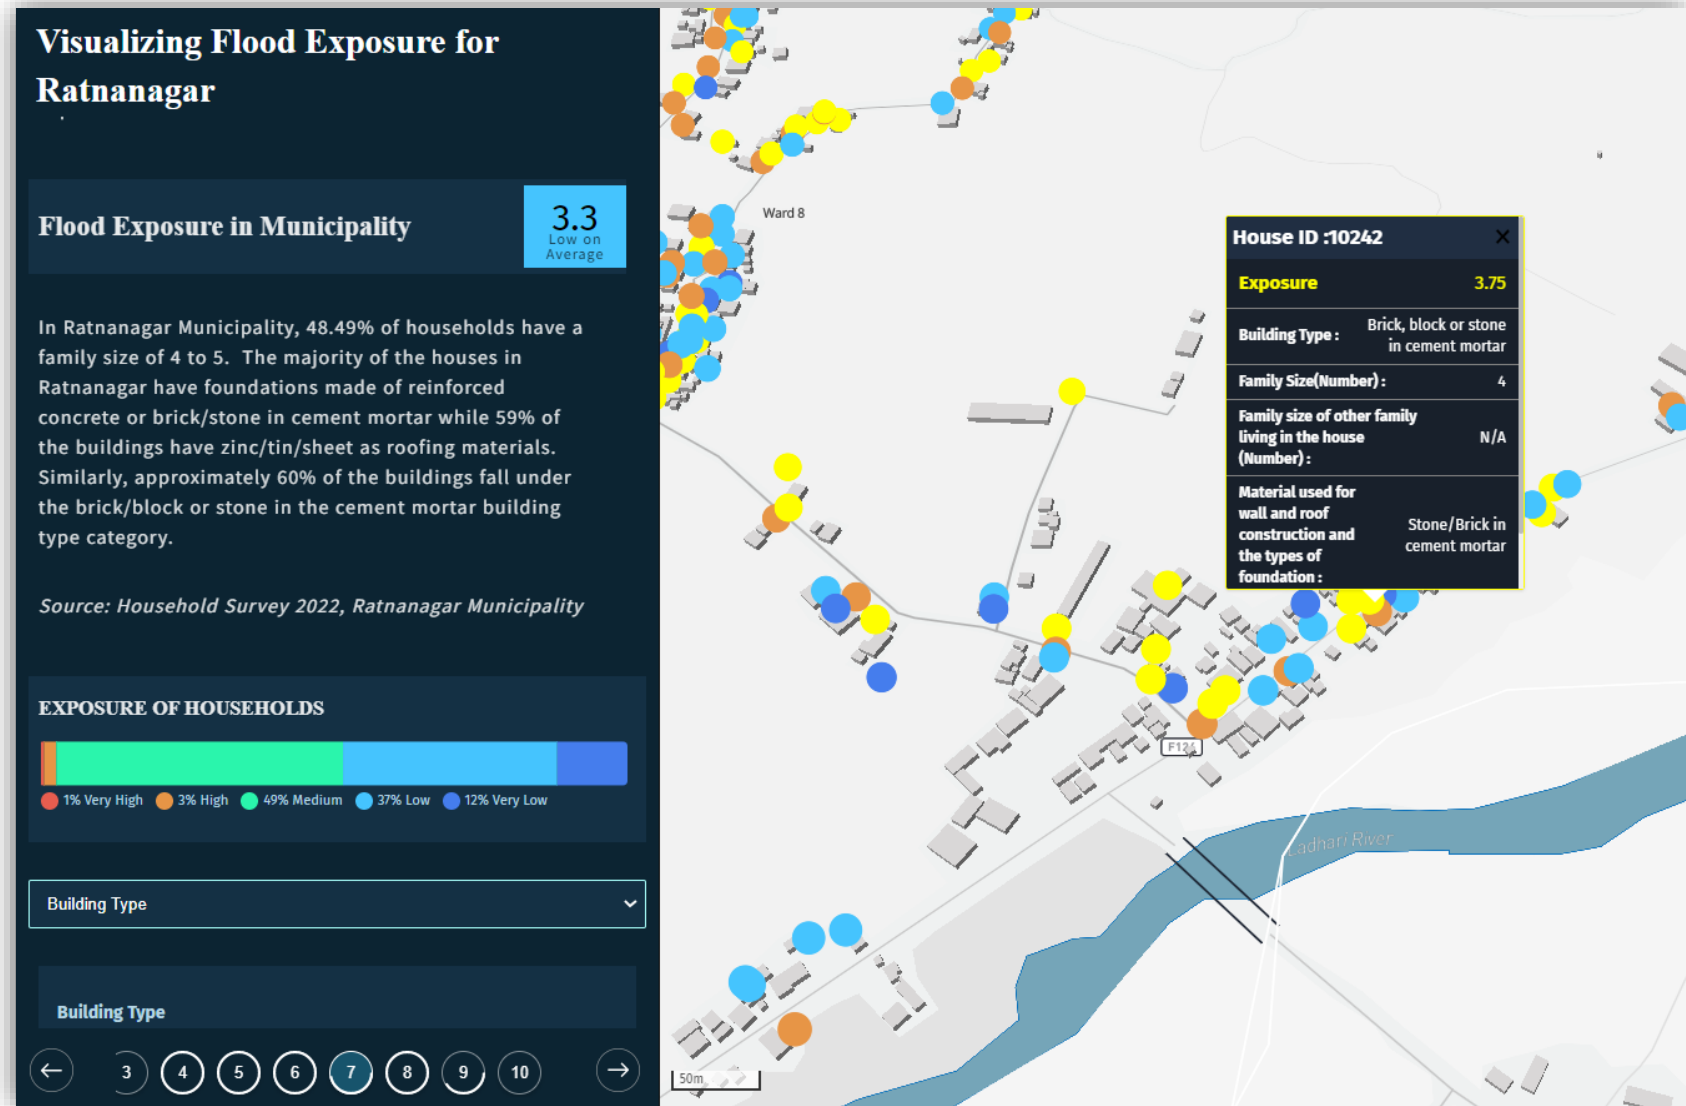 Visualizing Flood Exposure for
Ratnanagar
Flood Exposure in Municipality
3.3
Low on
Average
In Ratnanagar Municipality, 48.49% of households have a
family size of 4 to 5. The majority of the houses in
Ratnanagar have foundations made of reinforced
concrete or brick/stone in cement mortar while 59% of
the buildings have zinc/tin/sheet as roofing materials.
Similarly, approximately 60% of the buildings fall under
the brick/block or stone in the cement mortar building
type category.
Source: Household Survey 2022, Ratnanagar Municipality
EXPOSURE OF HOUSEHOLDS
1% Very High 3% High 49% Medium 37% Low 12% Very Low
Building Type
Building Type
3 4 5 6 7 8 9 10
Ward 8
House ID :10242
Exposure 3.75
Building Type : Brick, block or stone
in cement mortar
Family Size(Number) : 4
Family size of other family
living in the house N/A
(Number) :
Material used for
wall and roof
construction and Stone/Brick in
the types of cement mortar
foundation :
Ladhari River
50m